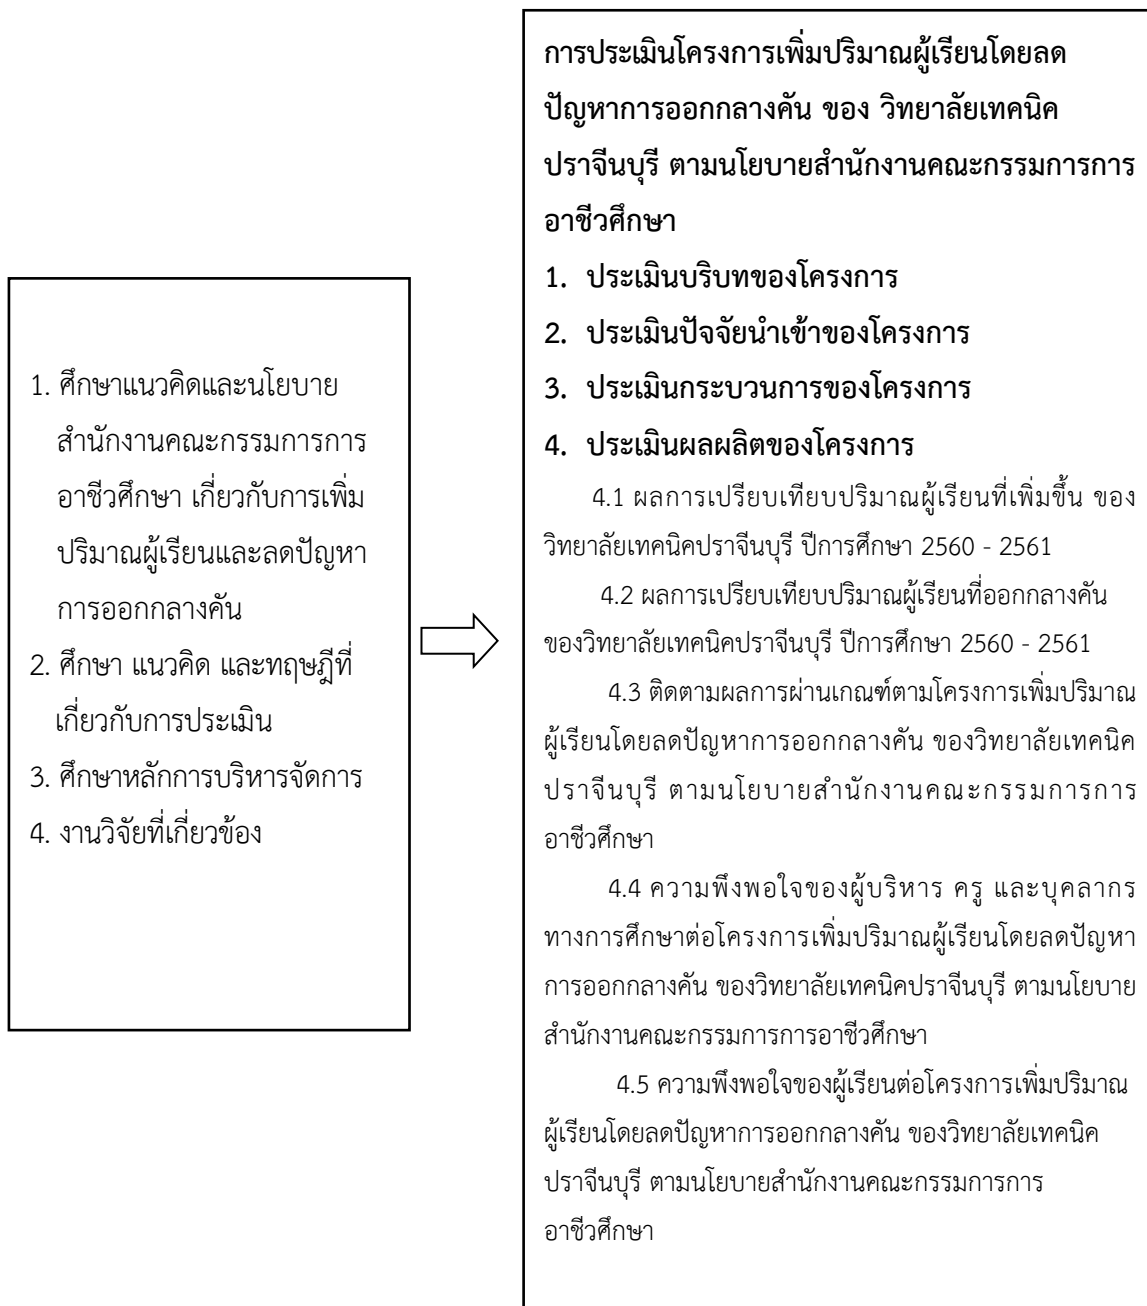 1. ศึกษาแนวคิดและนโยบาย
สำนักงานคณะกรรมการการ
อาชีวศึกษา เกี่ยวกับการเพิ่ม
ปริมาณผู้เรียนและลดปัญหา
การออกกลางคัน
2. ศึกษา แนวคิด และทฤษฎีที่
เกี่ยวกับการประเมิน
3. ศึกษาหลักการบริหารจัดการ
4. งานวิจัยที่เกี่ยวข้อง
การประเมินโครงการเพิ่มปริมาณผู้เรียนโดยลด
ปัญหาการออกกลางคัน ของ วิทยาลัยเทคนิค
ปราจีนบุรี ตามนโยบายสำนักงานคณะกรรมการการ
อาชีวศึกษา
1. ประเมินบริบทของโครงการ
2. ประเมินปัจจัยนำเข้าของโครงการ
3. ประเมินกระบวนการของโครงการ
4. ประเมินผลผลิตของโครงการ
4.1 ผลการเปรียบเทียบปริมาณผู้เรียนที่เพิ่มขึ้น ของ
วิทยาลัยเทคนิคปราจีนบุรี ปีการศึกษา 2560 - 2561
4.2 ผลการเปรียบเทียบปริมาณผู้เรียนที่ออกกลางคัน
ของวิทยาลัยเทคนิคปราจีนบุรี ปีการศึกษา 2560 - 2561
4.3 ติดตามผลการผ่านเกณฑ์ตามโครงการเพิ่มปริมาณ
ผู้เรียนโดยลดปัญหาการออกกลางคัน ของวิทยาลัยเทคนิค
ปราจีนบุรี ตามนโยบายสำนักงานคณะกรรมการการ
อาชีวศึกษา
4.4 ความพึงพอใจของผู้บริหาร ครู และบุคลากร
ทางการศึกษาต่อโครงการเพิ่มปริมาณผู้เรียนโดยลดปัญหา
การออกกลางคัน ของวิทยาลัยเทคนิคปราจีนบุรี ตามนโยบาย
สำนักงานคณะกรรมการการอาชีวศึกษา
4.5 ความพึงพอใจของผู้เรียนต่อโครงการเพิ่มปริมาณ
ผู้เรียนโดยลดปัญหาการออกกลางคัน ของวิทยาลัยเทคนิค
ปราจีนบุรี ตามนโยบายสำนักงานคณะกรรมการการ
อาชีวศึกษา